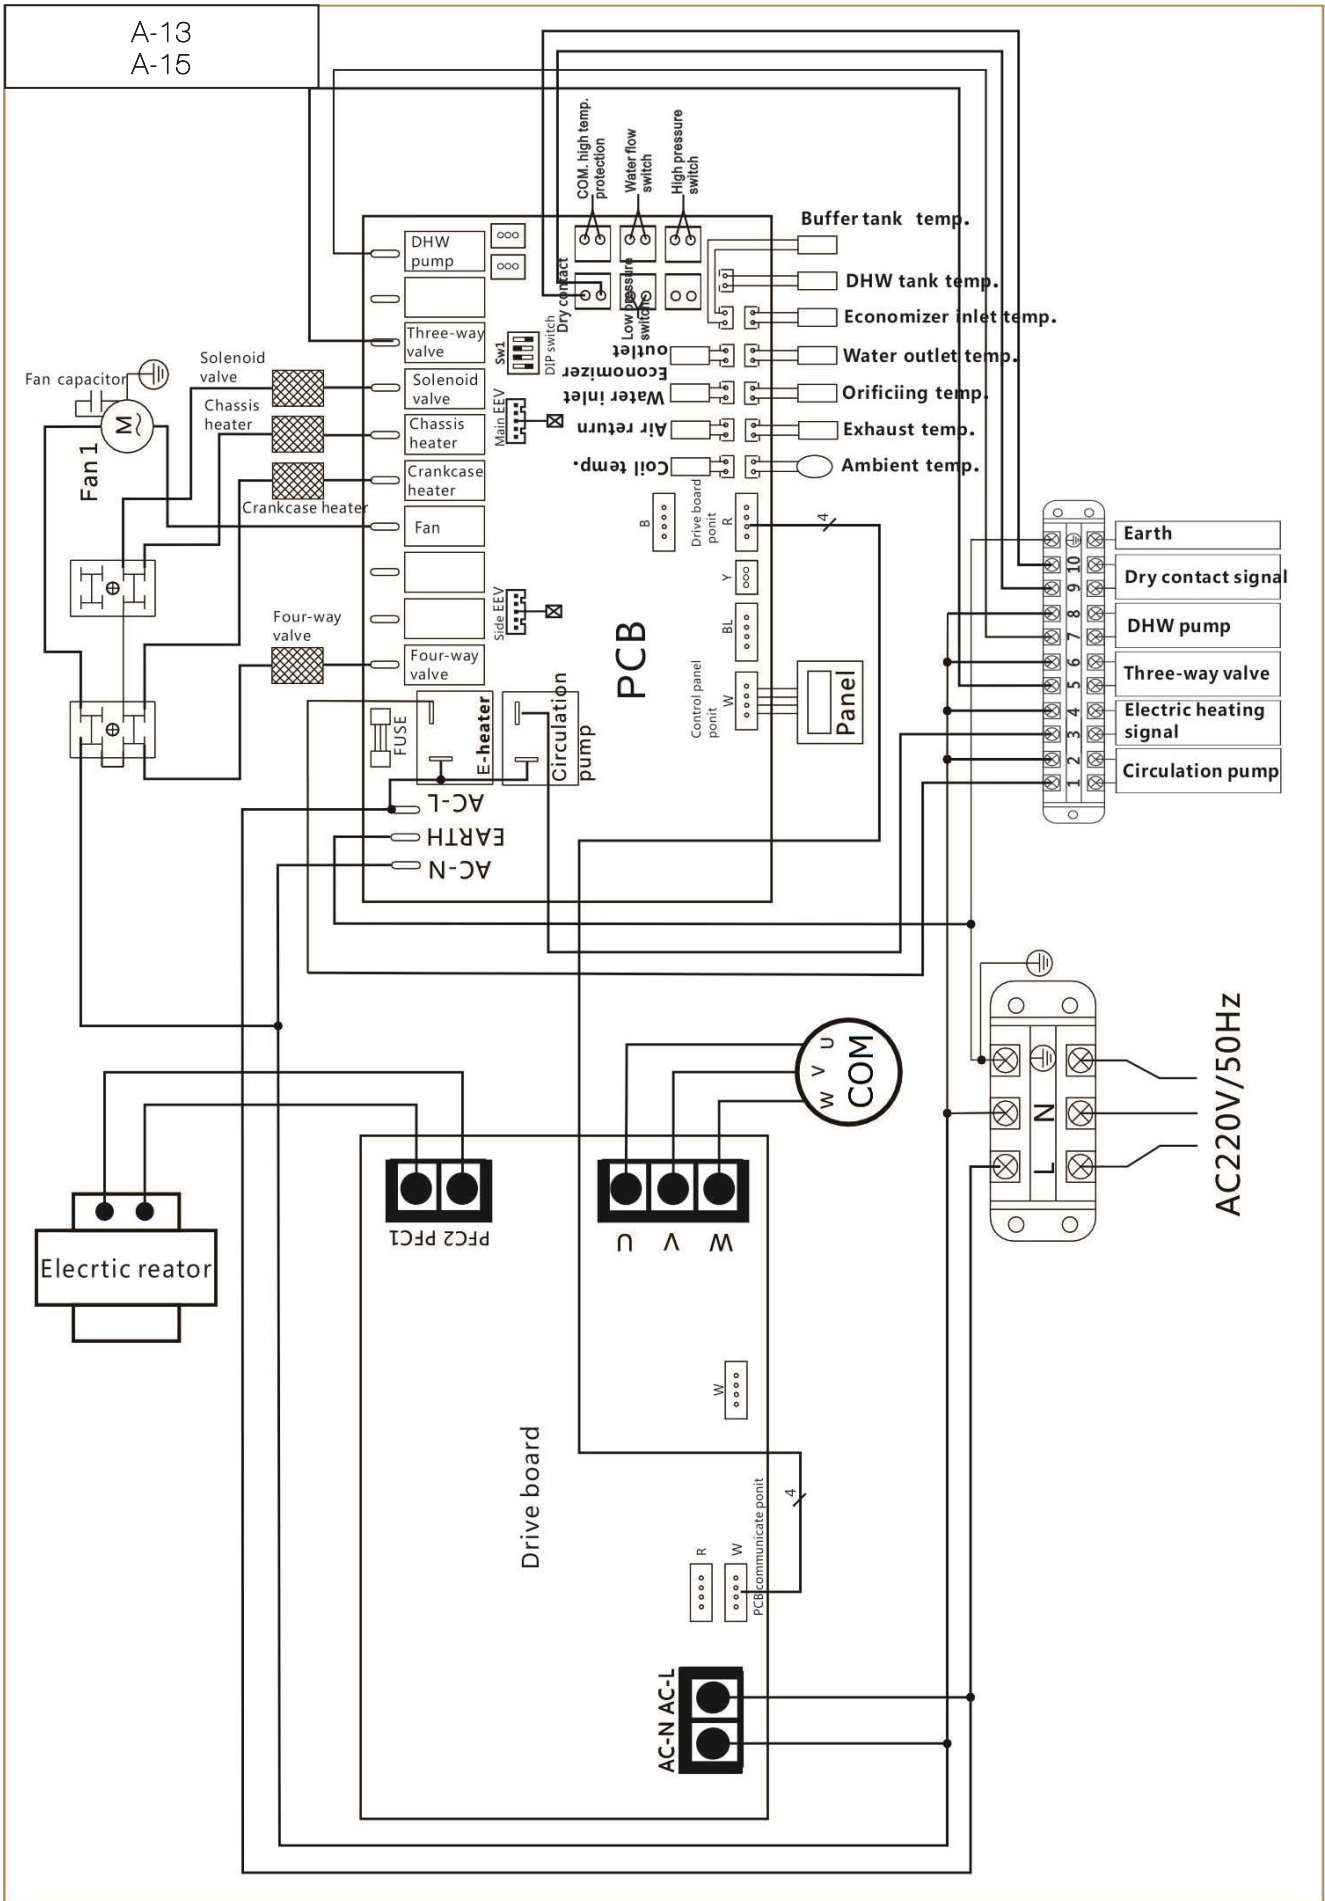 A-13
A-15
COM. high temp.
protection
Water flow
switch
High pressure
switch
Buffer tank temp.
DHW tank temp.
Economizer inlet temp.
Water outlet temp.
Orificiing temp.
Exhaust temp.
Ambient temp.
Dry contact
Low pressure
switch
DHW
pump
Three-way
valve
Solenoid
valve
Chassis
heater
Crankcase
heater
Fan
Four-way
valve
Sw1
DIP switch
Main EEV
Side EEV
outlet
Economizer
Water inlet
Air return
Coil temp.
Solenoid
valve
Chassis
heater
Crankcase heater
Four-way
valve
Fan capacitor
M
~
Fan 1
B
Drive board
ponit
R
4
Y
BL
Control panel
ponit
W
Panel
PCB
FUSE
E-heater
Circulation
pump
AC-L
EARTH
AC-N
10
9
8
7
6
5
4
3
2
1
Earth
Dry contact signal
DHW pump
Three-way valve
Electric heating
signal
Circulation pump
U
V
W
COM
N
L
AC220V/50Hz
PFC1 PFC2
U V W
Elecrtic reator
Drive board
W
4
R
W
PCB communicate ponit
AC-N AC-L